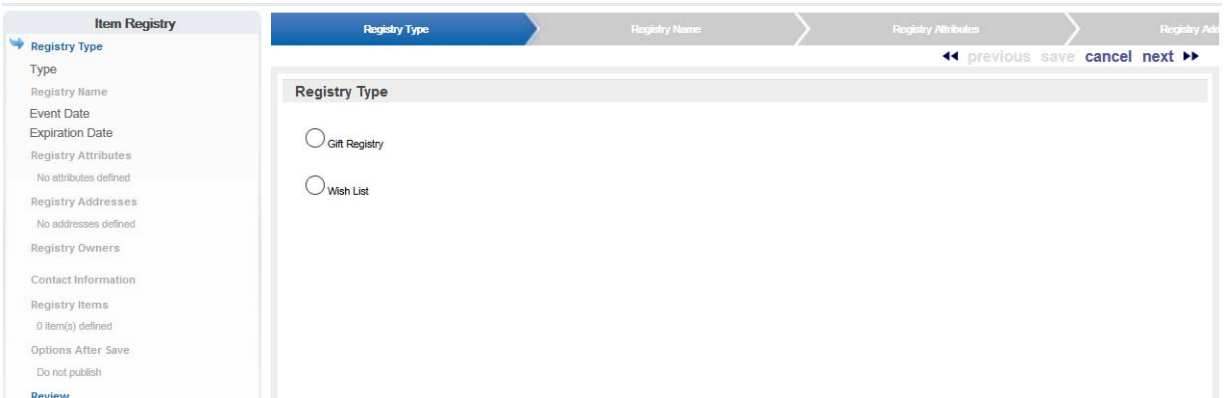 Item Registry
Registry Type
Type
Registry Name
Event Date
Expiration Date
Registry Attributes
No attributes defined
Registry Addresses
No addresses defined
Registry Owners
Contact Information
Registry Items
0 item(s) defined
Options After Save
Do not publish
Review
Registry Type Registry Name Registry Attributes Registry Add
previous save cancel next
Registry Type
Gift Registry
Wish List